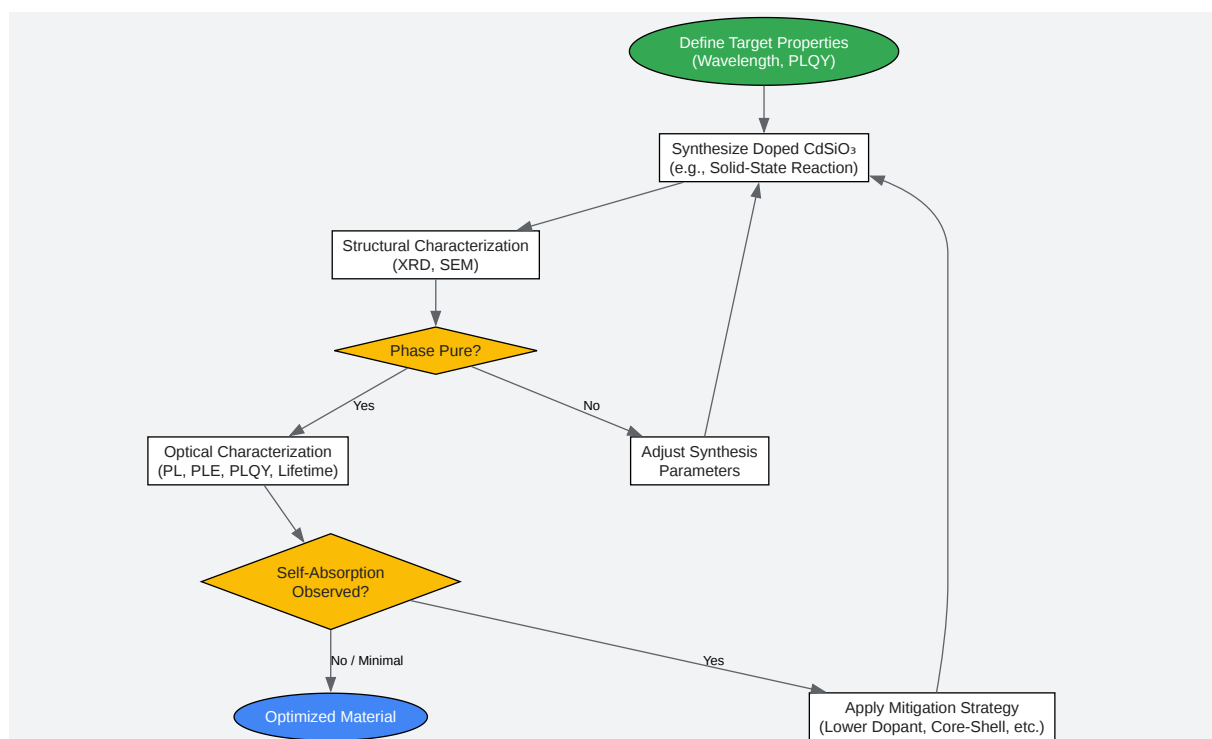 Define Target Properties
(Wavelength, PLQY)
Synthesize Doped CdSiO₃
(e.g., Solid-State Reaction)
Structural Characterization
(XRD, SEM)
Phase Pure?
Yes
No
Optical Characterization
(PL, PLE, PLQY, Lifetime)
Adjust Synthesis
Parameters
Self-Absorption
Observed?
No / Minimal
Yes
Optimized Material
Apply Mitigation Strategy
(Lower Dopant, Core-Shell, etc.)